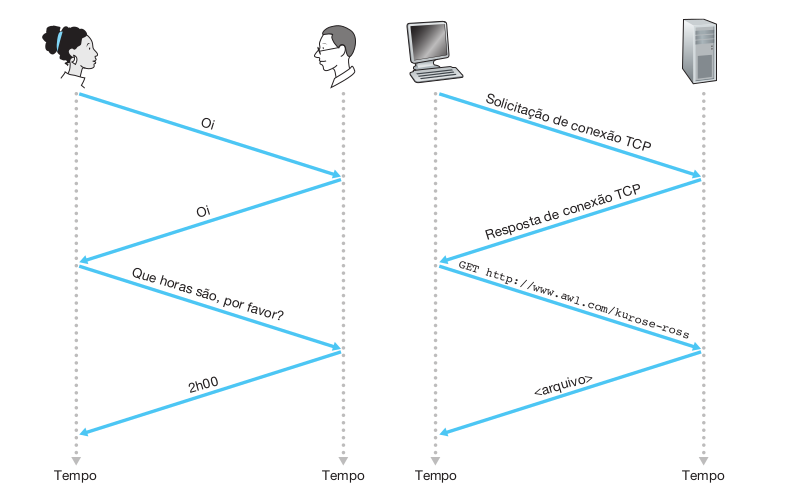 Oi
Oi
Que horas são, por favor?
2h00
Tempo
Tempo
Solicitação de conexão TCP
Resposta de conexão TCP
GET http://www.awl.com/kurose-ross
<arquivo>
Tempo
Tempo